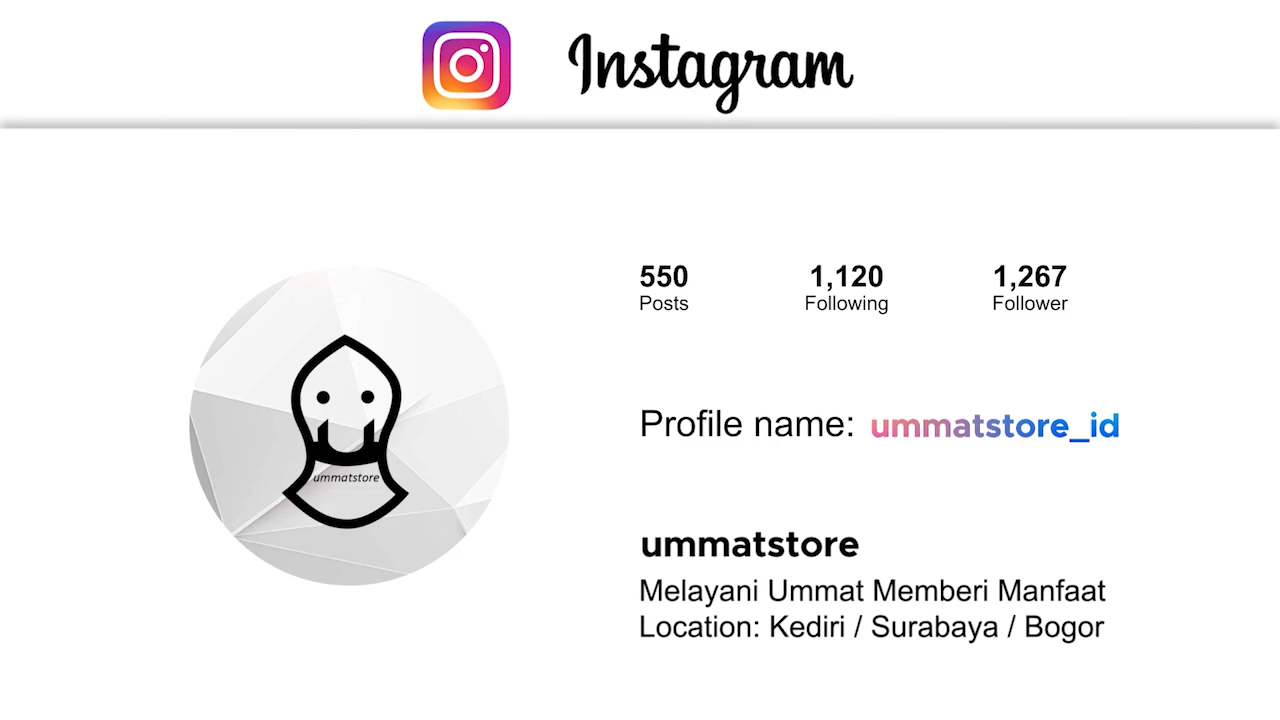 Instagram
550 1,120 1,267
Posts Following Follower
Profile name: ummatstore_id
ummatstore
ummatstore
Melayani Ummat Memberi Manfaat
Location: Kediri / Surabaya / Bogor